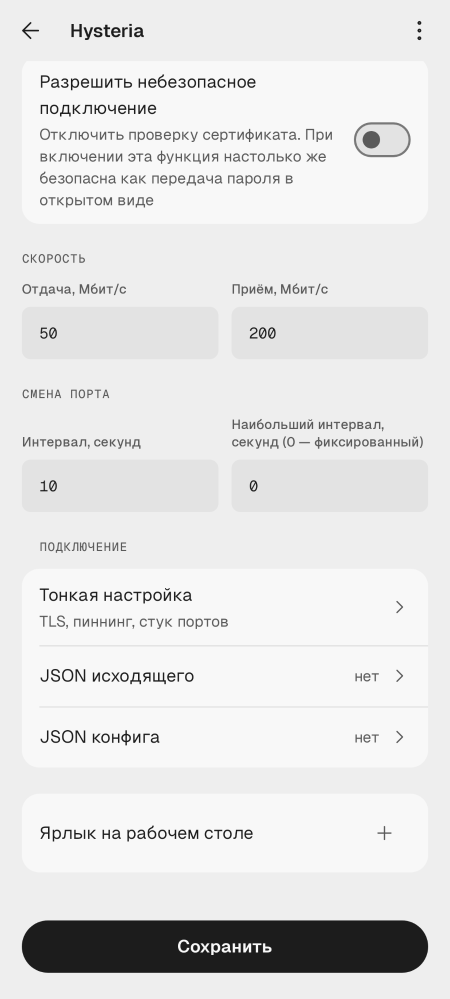 Hysteria
Разрешить небезопасное
подключение
Отключить проверку сертификата. При
включении эта функция настолько же
безопасна как передача пароля в
открытом виде
СКОРОСТЬ
Отдача, Мбит/с
Приём, Мбит/с
50
200
СМЕНА ПОРТА
Интервал, секунд
Наибольший интервал,
секунд (0 — фиксированный)
10
0
ПОДКЛЮЧЕНИЕ
Тонкая настройка
TLS, пиннинг, стук портов
JSON исходящего
нет
JSON конфига
нет
Ярлык на рабочем столе
Сохранить